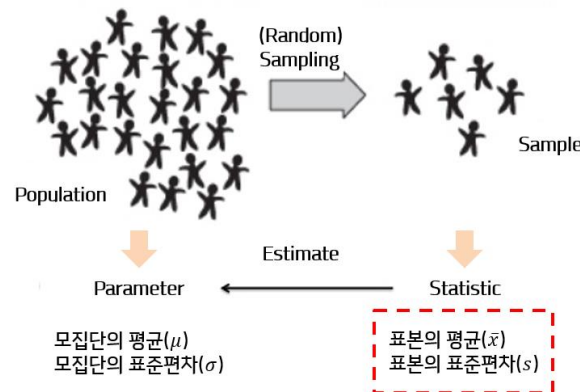 (Random)
Sampling
Sample
Population
Estimate
Parameter
Statistic
모집단의 평균(μ)
모집단의 표준편차(σ)
표본의 평균(x̄)
표본의 표준편차(s)